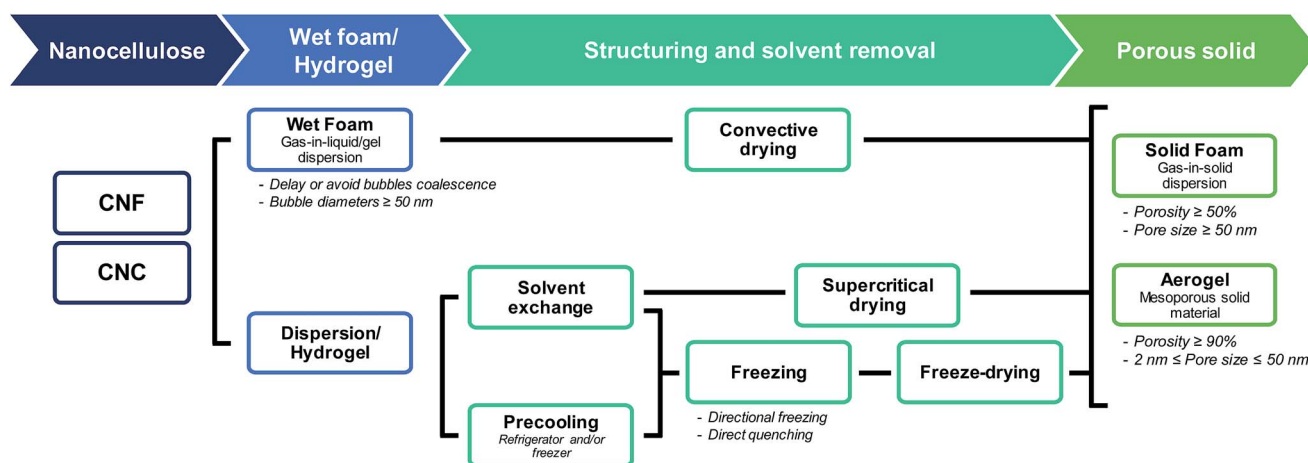 Nanocellulose
Wet foam/
Hydrogel
Structuring and solvent removal
Porous solid
CNF
CNC
Wet Foam
Gas-in-liquid/gel
dispersion
- Delay or avoid bubbles coalescence
- Bubble diameters ≥ 50 nm
Dispersion/
Hydrogel
Convective
drying
Solvent
exchange
Supercritical
drying
Precooling
Refrigerator and/or
freezer
Freezing
- Directional freezing
- Direct quenching
Freeze-drying
Solid Foam
Gas-in-solid
dispersion
- Porosity ≥ 50%
- Pore size ≥ 50 nm
Aerogel
Mesoporous solid
material
- Porosity ≥ 90%
- 2 nm ≤ Pore size ≤ 50 nm